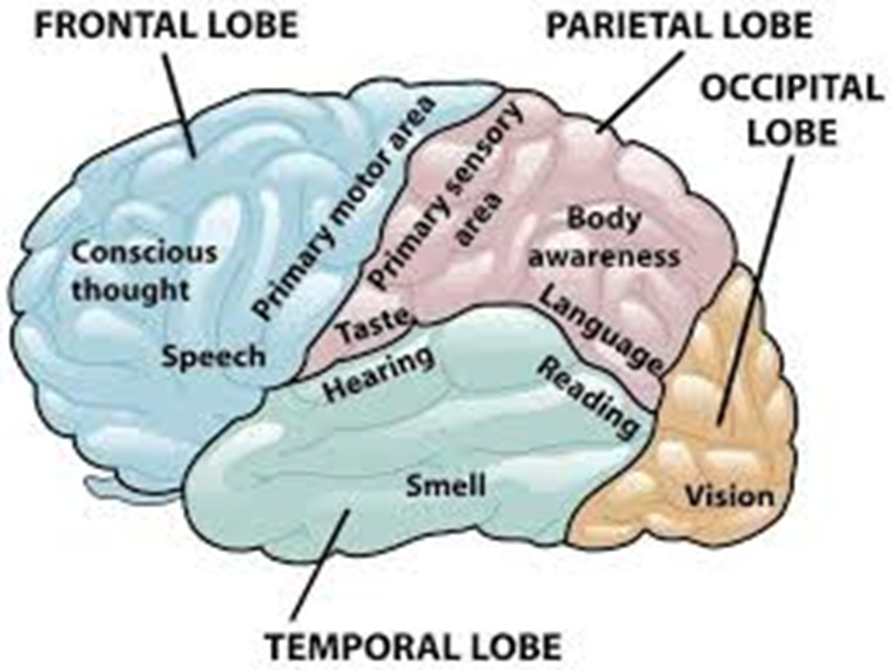 FRONTAL LOBE
PARIETAL LOBE
OCCIPITAL
LOBE
Primary motor area
Primary sensory
area
Conscious
thought
Body
awareness
Speech
Taste
Language
Hearing
Reading
Smell
Vision
TEMPORAL LOBE